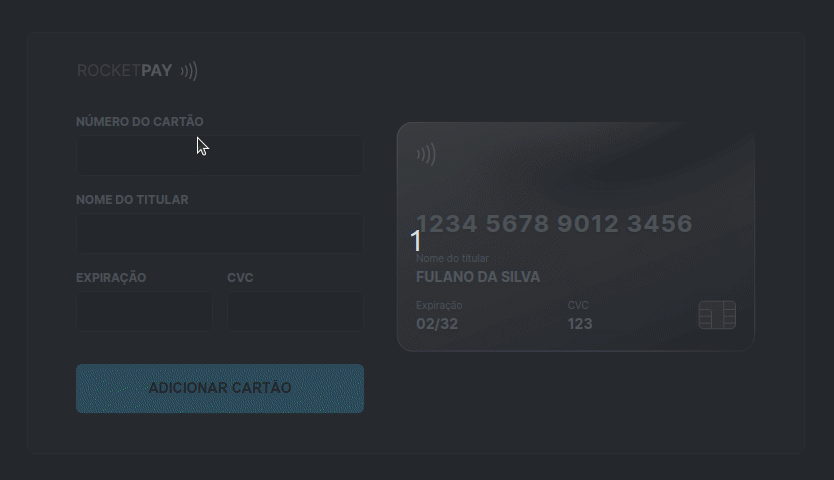 ROCKETPAY
NÚMERO DO CARTÃO
NOME DO TITULAR
EXPIRAÇÃO
CVC
ADICIONAR CARTÃO
1234 5678 9012 3456
1
Nome do titular
FULANO DA SILVA
Expiração
CVC
02/32
123